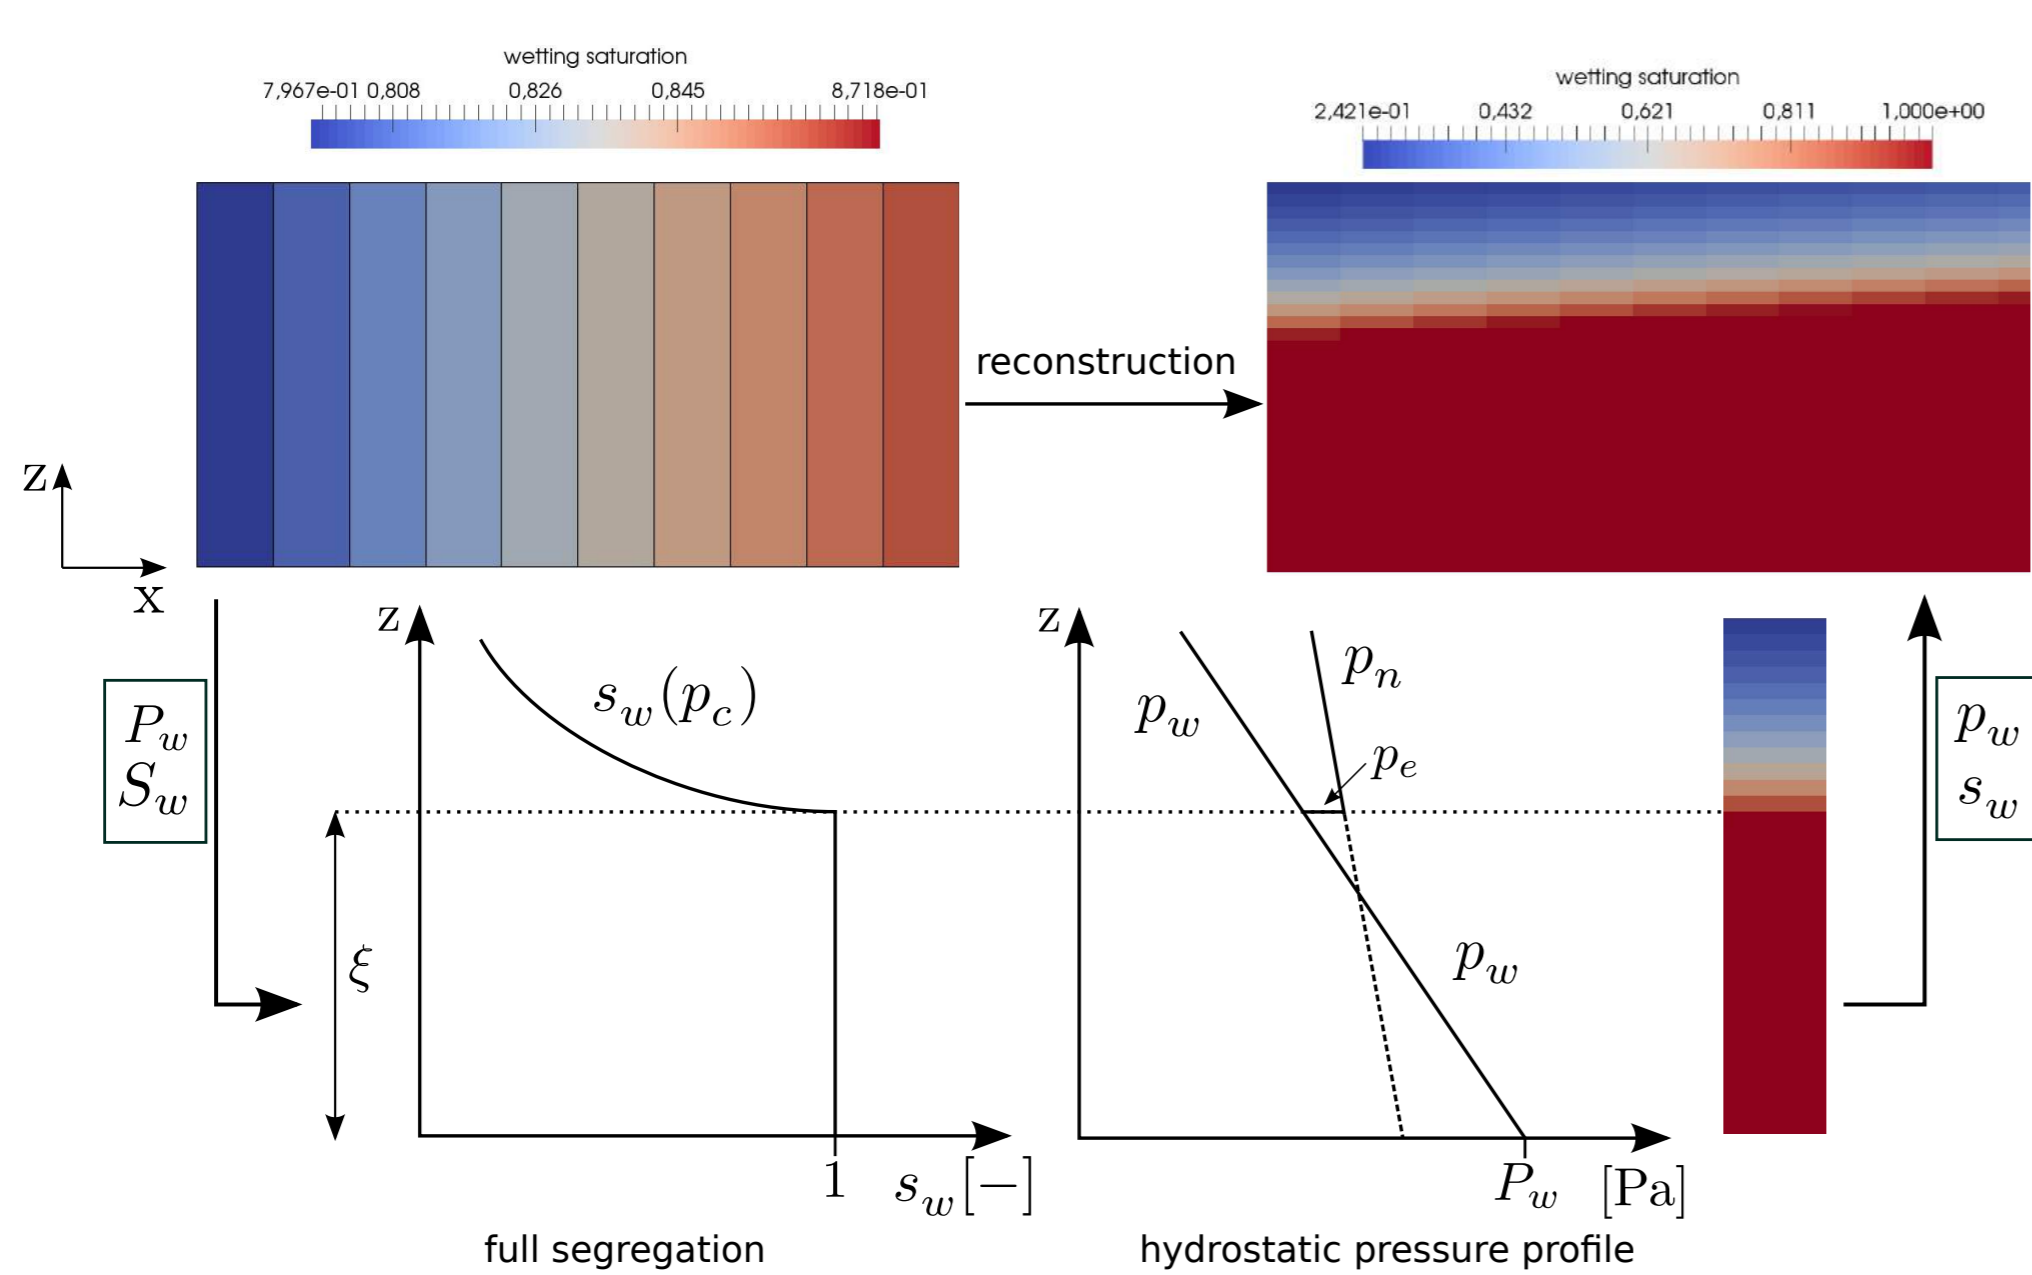 wetting saturation
7,967e-01 0,808 0,826 0,845 8,718e-01
wetting saturation
2,421e-01 0,432 0,621 0,811 1,000e+00
reconstruction
z
x
P_w
S_w
z
s_w(p_c)
ξ
1
s_w[−]
full segregation
z
p_w
p_n
p_e
p_w
P_w
[Pa]
hydrostatic pressure profile
p_w
s_w